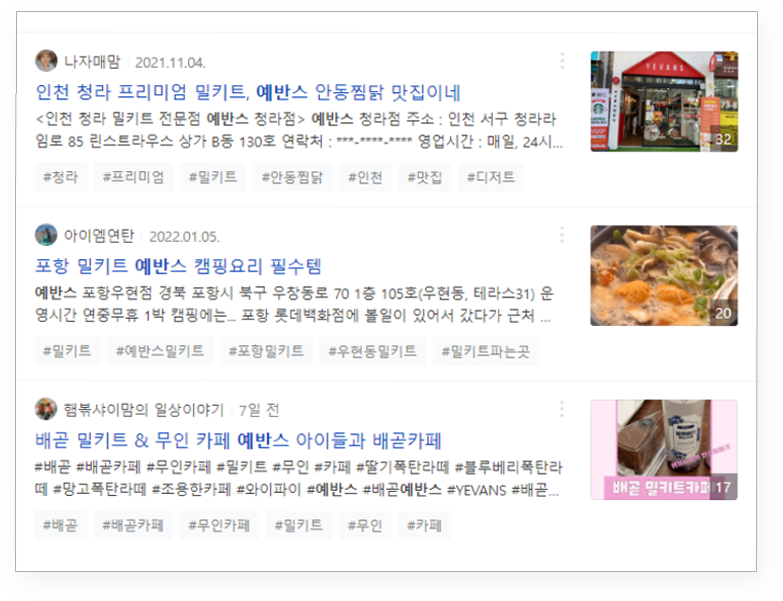 나자매맘 2021.11.04.
인천 청라 프리미엄 밀키트, 예반스 안동찜닭 맛집이네
<인천 청라 밀키트 전문점 예반스 청라점> 예반스 청라점 주소 : 인천 서구 청라라
임로 85 린스트라우스 상가 B동 130호 연락처 : ***-****-**** 영업시간 : 매일, 24시...
#청라 #프리미엄 #밀키트 #안동찜닭 #인천 #맛집 #디저트
YEVANS
32
아이엠연탄 2022.01.05.
포항 밀키트 예반스 캠핑요리 필수템
예반스 포항우현점 경북 포항시 북구 우창동로 70 1층 105호(우현동, 테라스31) 운
영시간 연중무휴 1박 캠핑에는... 포항 롯데백화점에 볼일이 있어서 갔다가 근처 ...
#밀키트 #예반스밀키트 #포항밀키트 #우현동밀키트 #밀키트파는곳
20
햄볶샤이맘의 일상이야기 7일 전
배곧 밀키트 & 무인 카페 예반스 아이들과 배곧카페
#배곧 #배곧카페 #무인카페 #밀키트 #무인 #카페 #딸기폭탄라떼 #블루베리폭탄라
떼 #망고폭탄라떼 #조용한카페 #와이파이 #예반스 #배곧예반스 #YEVANS #배곧...
#배곧 #배곧카페 #무인카페 #밀키트 #무인 #카페
배곧 밀키트카페
17